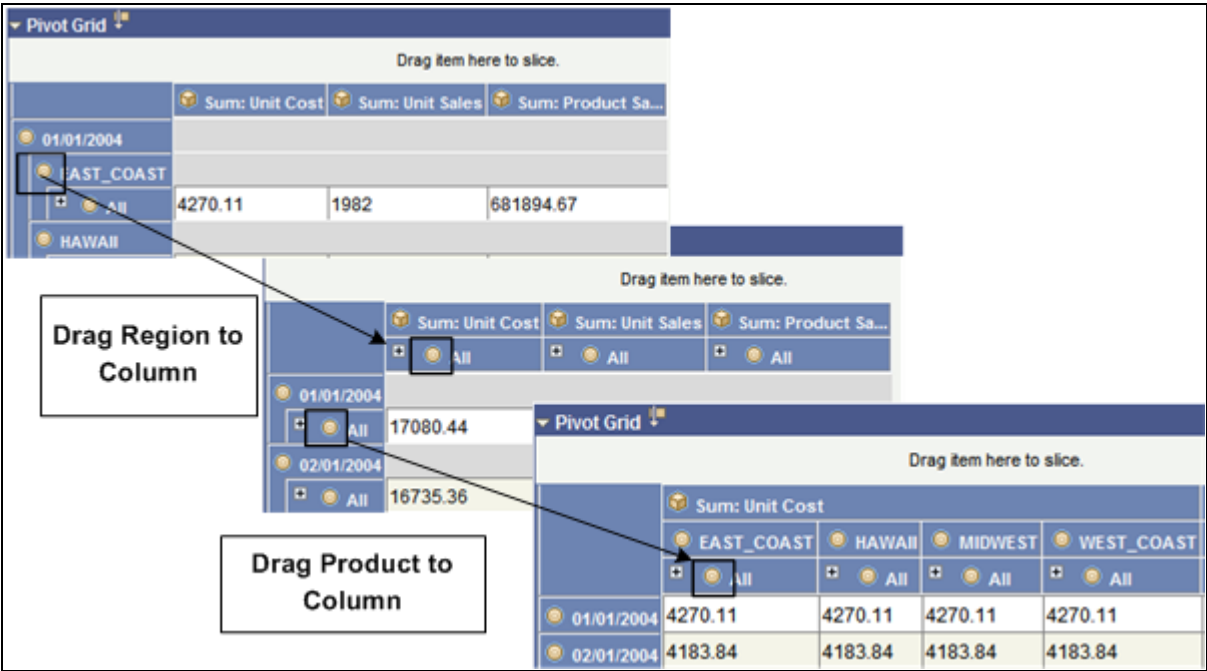 Pivot Grid
Drag item here to slice.
Sum: Unit Cost Sum: Unit Sales Sum: Product Sa...
01/01/2004
EAST_COAST
All 4270.11 1982 681894.67
HAWAII
Drag item here to slice.
Sum: Unit Cost Sum: Unit Sales Sum: Product Sa...
All All All
01/01/2004
All 17080.44
02/01/2004
All 16735.36
Drag Region to
Column
Pivot Grid
Drag item here to slice.
Sum: Unit Cost
EAST_COAST HAWAII MIDWEST WEST_COAST
All All All All
01/01/2004 4270.11 4270.11 4270.11 4270.11
02/01/2004 4183.84 4183.84 4183.84 4183.84
Drag Product to
Column